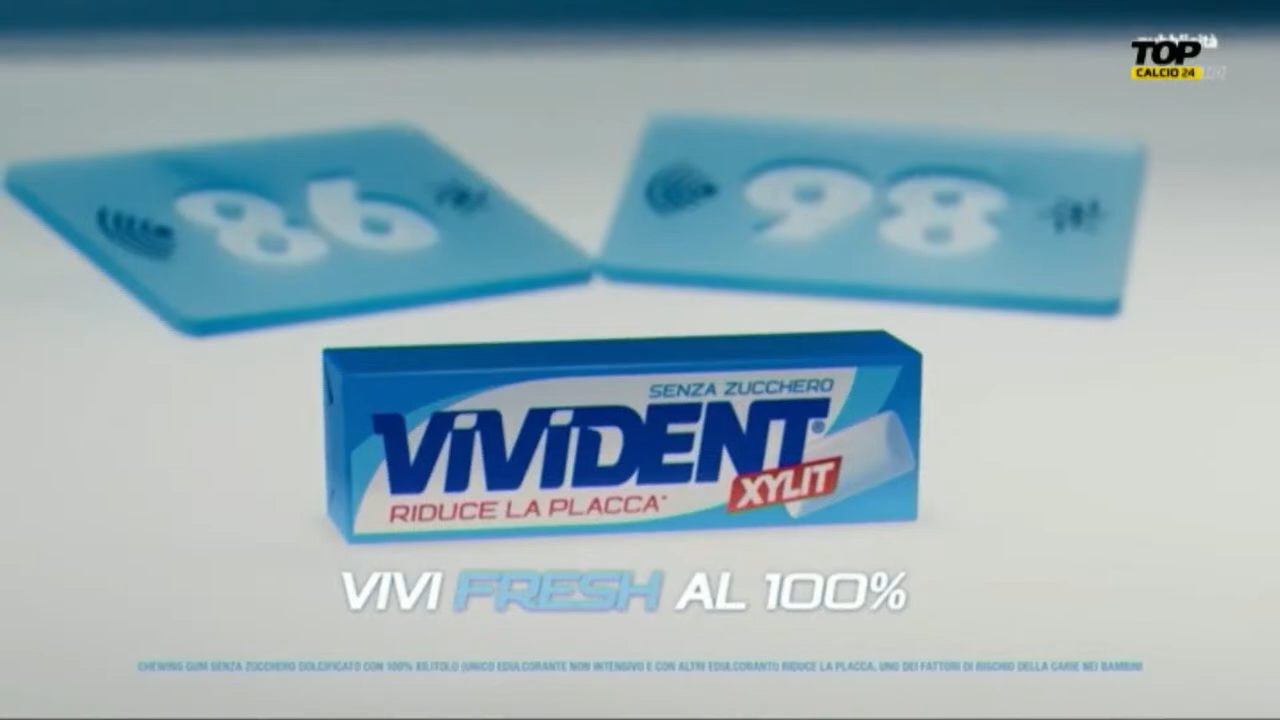 pubblicità
TOP
CALCIO 24
86
98
SENZA ZUCCHERO
ViViDENT®
XYLIT
RIDUCE LA PLACCA*
VIVI FRESH AL 100%
CHEWING GUM SENZA ZUCCHERO DOLCIFICATO CON 100% XILITOLO (UNICO EDULCORANTE NON INTENSIVO E CON ALTRI EDULCORANTI) RIDUCE LA PLACCA, UNO DEI FATTORI DI RISCHIO DELLA CARIE NEI BAMBINI